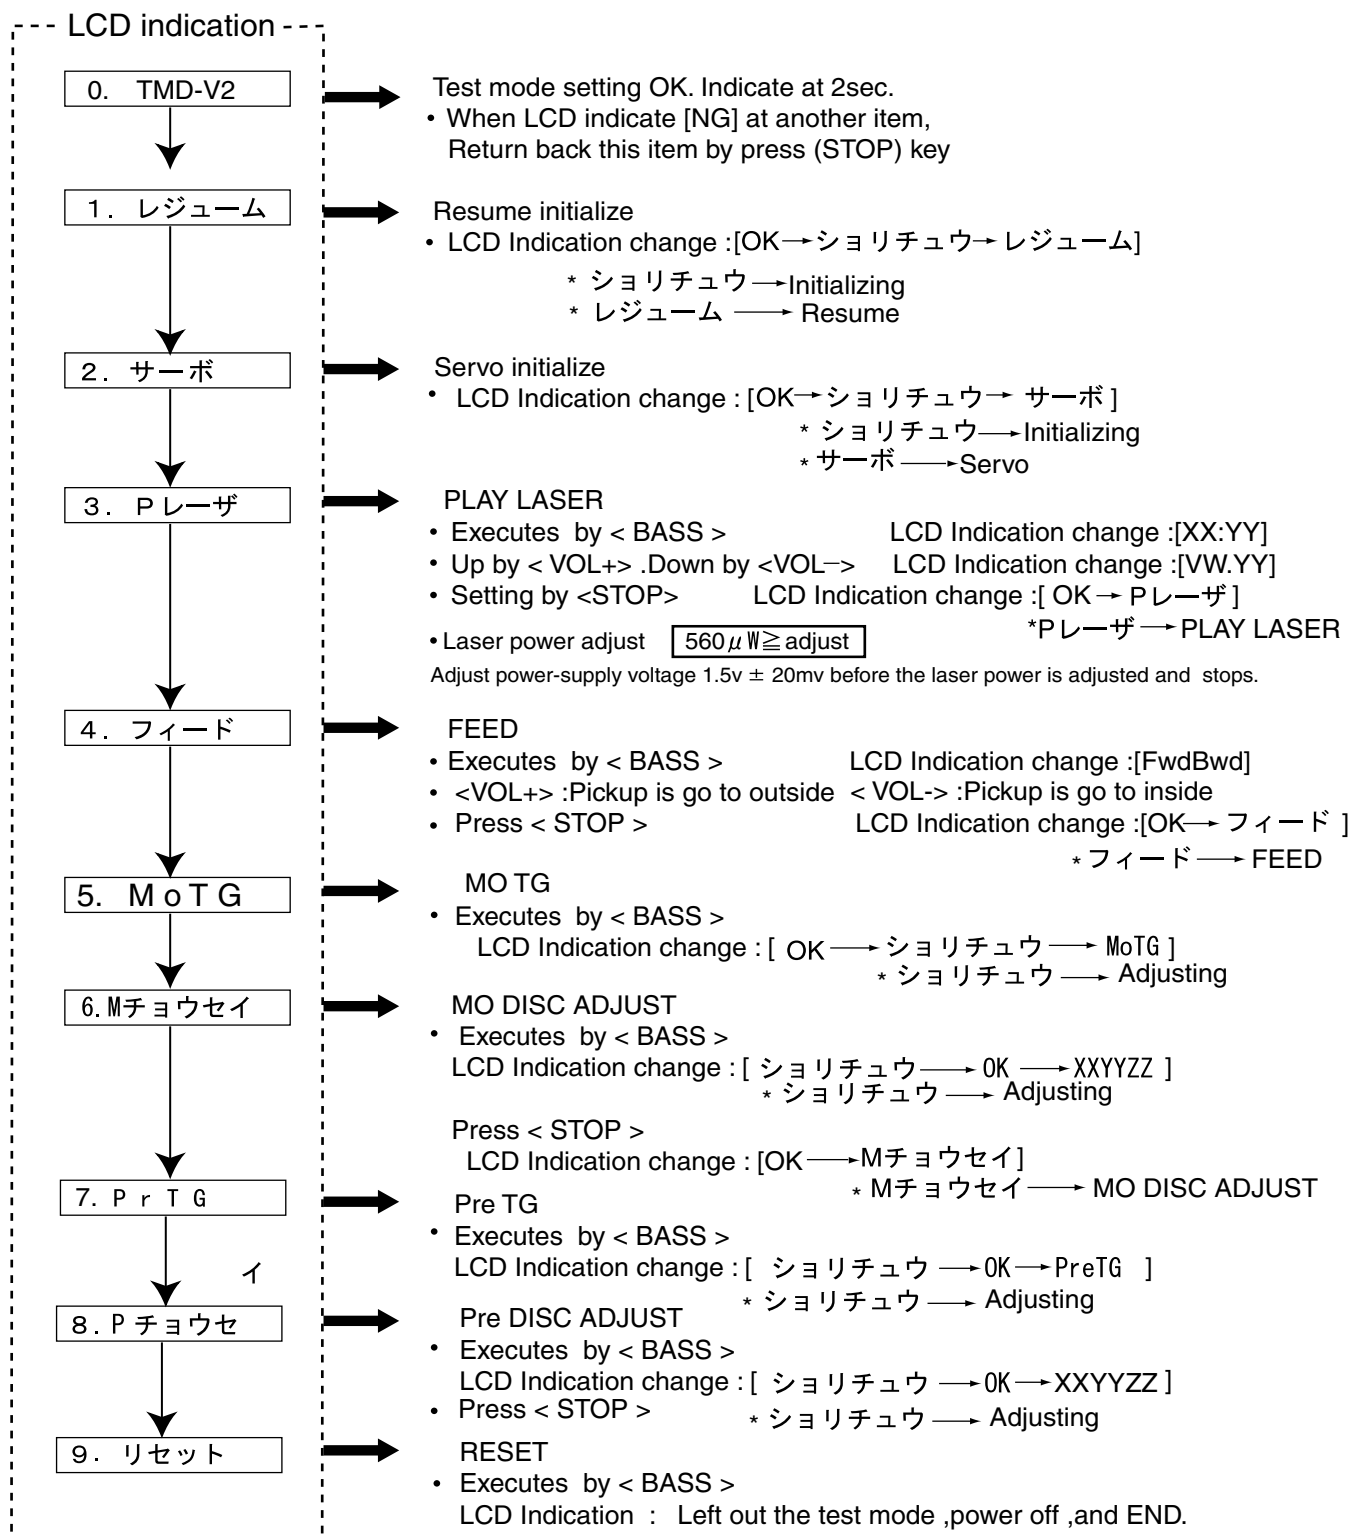 LCD indication
0. TMD-V2
Test mode setting OK. Indicate at 2sec.
• When LCD indicate [NG] at another item,
Return back this item by press (STOP) key
1. レジューム
Resume initialize
• LCD Indication change :[OK→ショリチュウ→レジューム]
* ショリチュウ→Initializing
* レジューム→Resume
2. サーボ
Servo initialize
• LCD Indication change : [OK→ショリチュウ→ サーボ]
* ショリチュウ→Initializing
* サーボ→Servo
3. Pレーザ
PLAY LASER
• Executes by < BASS > LCD Indication change :[XX:YY]
• Up by < VOL+> .Down by <VOL−> LCD Indication change :[VW.YY]
• Setting by <STOP> LCD Indication change :[ OK→Pレーザ]
*Pレーザ→PLAY LASER
• Laser power adjust 560μW≧adjust
Adjust power-supply voltage 1.5v ± 20mv before the laser power is adjusted and stops.
4. フィード
FEED
• Executes by < BASS > LCD Indication change :[FwdBwd]
• <VOL+> :Pickup is go to outside < VOL-> :Pickup is go to inside
• Press < STOP > LCD Indication change :[OK→フィード ]
* フィード→FEED
5. MoTG
MO TG
• Executes by < BASS >
LCD Indication change : [ OK→ショリチュウ→MoTG ]
* ショリチュウ→Adjusting
6.Mチョウセイ
MO DISC ADJUST
• Executes by < BASS >
LCD Indication change : [ ショリチュウ→OK→XXYYZZ ]
* ショリチュウ→Adjusting
Press < STOP >
LCD Indication change : [OK→Mチョウセイ]
* Mチョウセイ→MO DISC ADJUST
7. PrTG
Pre TG
• Executes by < BASS >
LCD Indication change : [ ショリチュウ→OK→PreTG ]
* ショリチュウ→Adjusting
イ
8.Pチョウセ
Pre DISC ADJUST
• Executes by < BASS >
LCD Indication change : [ ショリチュウ→OK→XXYYZZ ]
• Press < STOP > * ショリチュウ→Adjusting
9. リセット
RESET
• Executes by < BASS >
LCD Indication : Left out the test mode ,power off ,and END.